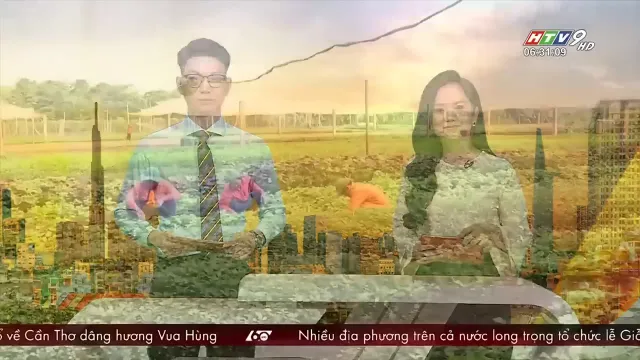 HTV9 HD
06:31:09
ổ về Cần Thơ dâng hương Vua Hùng 60 Nhiều địa phương trên cả nước long trọng tổ chức lễ Giỗ